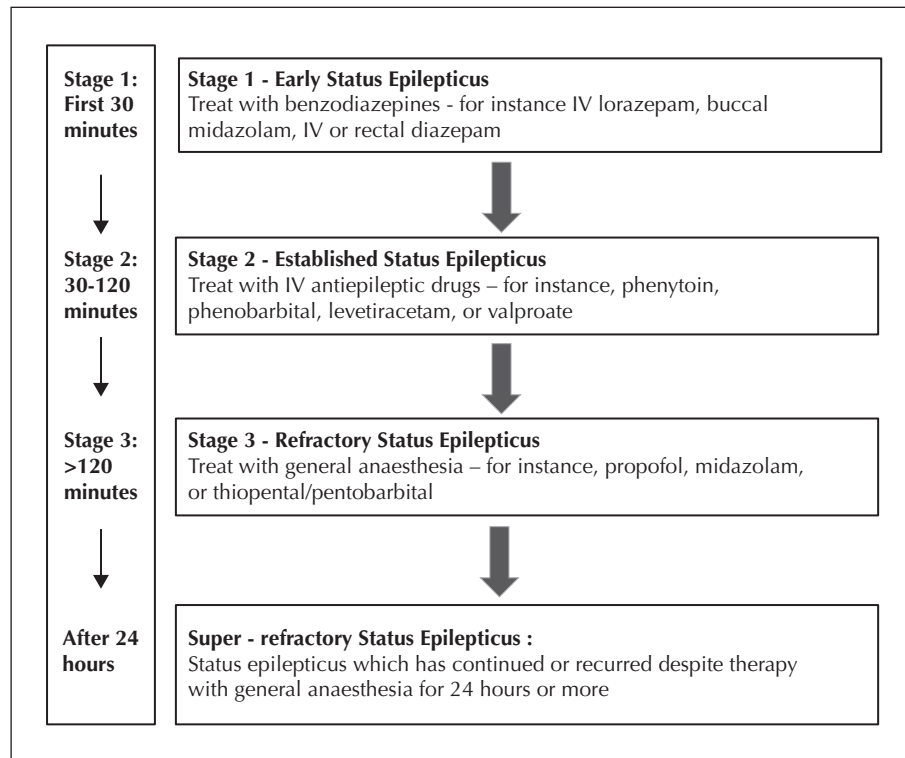 Stage 1:
First 30
minutes
Stage 1 - Early Status Epilepticus
Treat with benzodiazepines - for instance IV lorazepam, buccal
midazolam, IV or rectal diazepam
Stage 2:
30-120
minutes
Stage 2 - Established Status Epilepticus
Treat with IV antiepileptic drugs – for instance, phenytoin,
phenobarbital, levetiracetam, or valproate
Stage 3:
>120
minutes
Stage 3 - Refractory Status Epilepticus
Treat with general anaesthesia – for instance, propofol, midazolam,
or thiopental/pentobarbital
After 24
hours
Super - refractory Status Epilepticus :
Status epilepticus which has continued or recurred despite therapy
with general anaesthesia for 24 hours or more